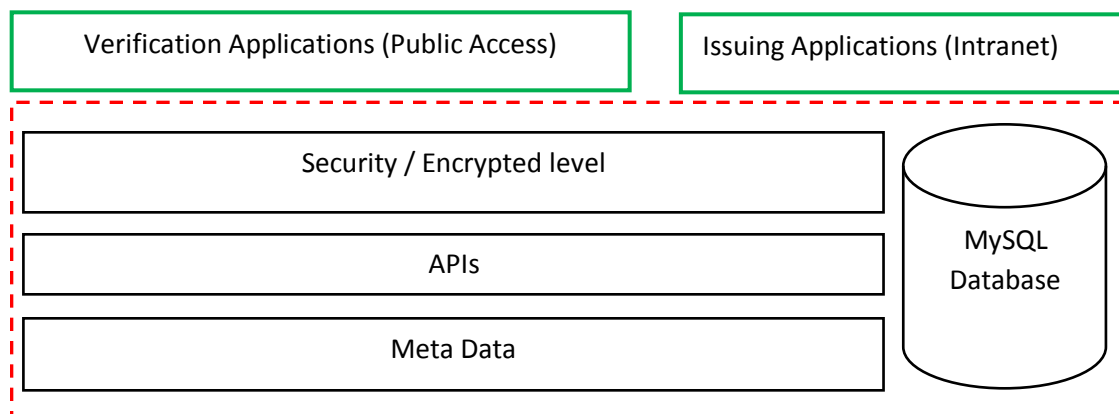 Verification Applications (Public Access)
Issuing Applications (Intranet)
Security / Encrypted level
APIs
Meta Data
MySQL
Database